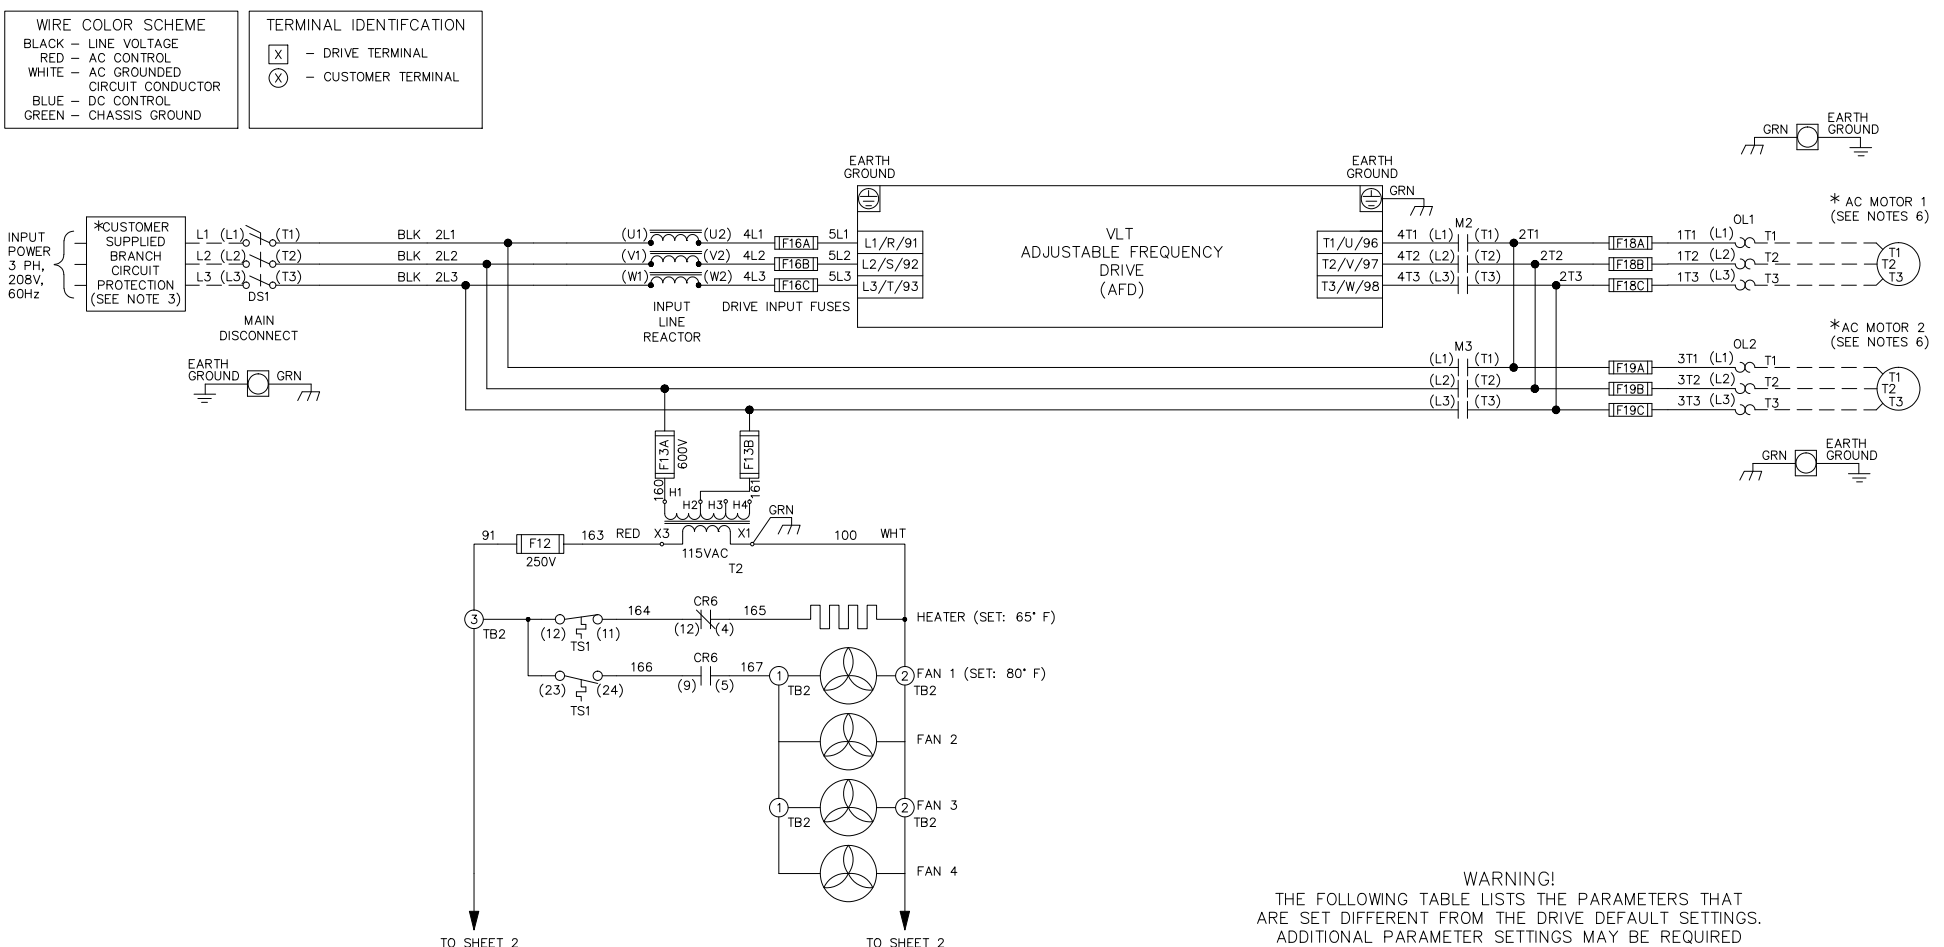 WIRE COLOR SCHEME
BLACK – LINE VOLTAGE
RED – AC CONTROL
WHITE – AC GROUNDED
CIRCUIT CONDUCTOR
BLUE – DC CONTROL
GREEN – CHASSIS GROUND
TERMINAL IDENTIFCATION
X – DRIVE TERMINAL
X – CUSTOMER TERMINAL
GRN
EARTH
GROUND
INPUT
POWER
3 PH,
208V,
60Hz
*CUSTOMER
SUPPLIED
BRANCH
CIRCUIT
PROTECTION
(SEE NOTE 3)
L1 (L1) (T1) BLK 2L1 (U1) (U2) 4L1 F16A 5L1
L2 (L2) (T2) BLK 2L2 (V1) (V2) 4L2 F16B 5L2
L3 (L3) (T3) BLK 2L3 (W1) (W2) 4L3 F16C 5L3
DS1
MAIN
DISCONNECT
INPUT
LINE
REACTOR
DRIVE INPUT FUSES
EARTH
GROUND
GRN
EARTH
GROUND
L1/R/91
L2/S/92
L3/T/93
VLT
ADJUSTABLE FREQUENCY
DRIVE
(AFD)
EARTH
GROUND
GRN
T1/U/96
T2/V/97
T3/W/98
M2
4T1 (L1) (T1) 2T1 F18A 1T1 (L1) T1
4T2 (L2) (T2) 2T2 F18B 1T2 (L2) T2
4T3 (L3) (T3) 2T3 F18C 1T3 (L3) T3
OL1
* AC MOTOR 1
(SEE NOTES 6)
T1
T2
T3
M3
(L1) (T1) F19A 3T1 (L1) T1
(L2) (T2) F19B 3T2 (L2) T2
(L3) (T3) F19C 3T3 (L3) T3
OL2
* AC MOTOR 2
(SEE NOTES 6)
T1
T2
T3
GRN
EARTH
GROUND
F13A
600V
F13B
160
161
H1
H2 H3 H4
GRN
91 F12 163 RED X3 X1 100 WHT
250V
115VAC
T2
3
TB2
(12) (11)
TS1
164
CR6
(12) (4)
165
HEATER (SET: 65° F)
(23) (24)
TS1
166
CR6
(9) (5)
167
1
TB2
2
TB2
FAN 1 (SET: 80° F)
FAN 2
1
TB2
2
TB2
FAN 3
FAN 4
TO SHEET 2
TO SHEET 2
WARNING!
THE FOLLOWING TABLE LISTS THE PARAMETERS THAT
ARE SET DIFFERENT FROM THE DRIVE DEFAULT SETTINGS.
ADDITIONAL PARAMETER SETTINGS MAY BE REQUIRED